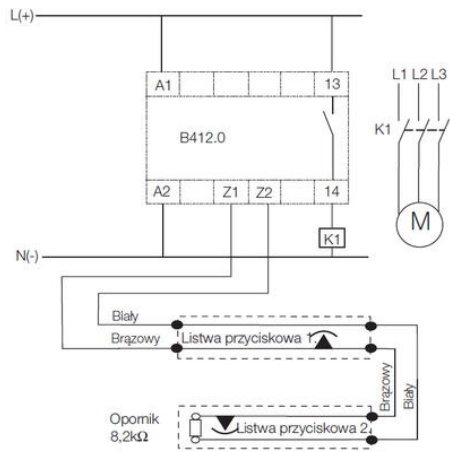 L(+)
A1
13
L1 L2 L3
B412.0
K1
A2
Z1
Z2
14
M
K1
N(-)
Biały
Brązowy
Listwa przyciskowa 1.
Brązowy
Biały
Opornik
8,2kΩ
Listwa przyciskowa 2.